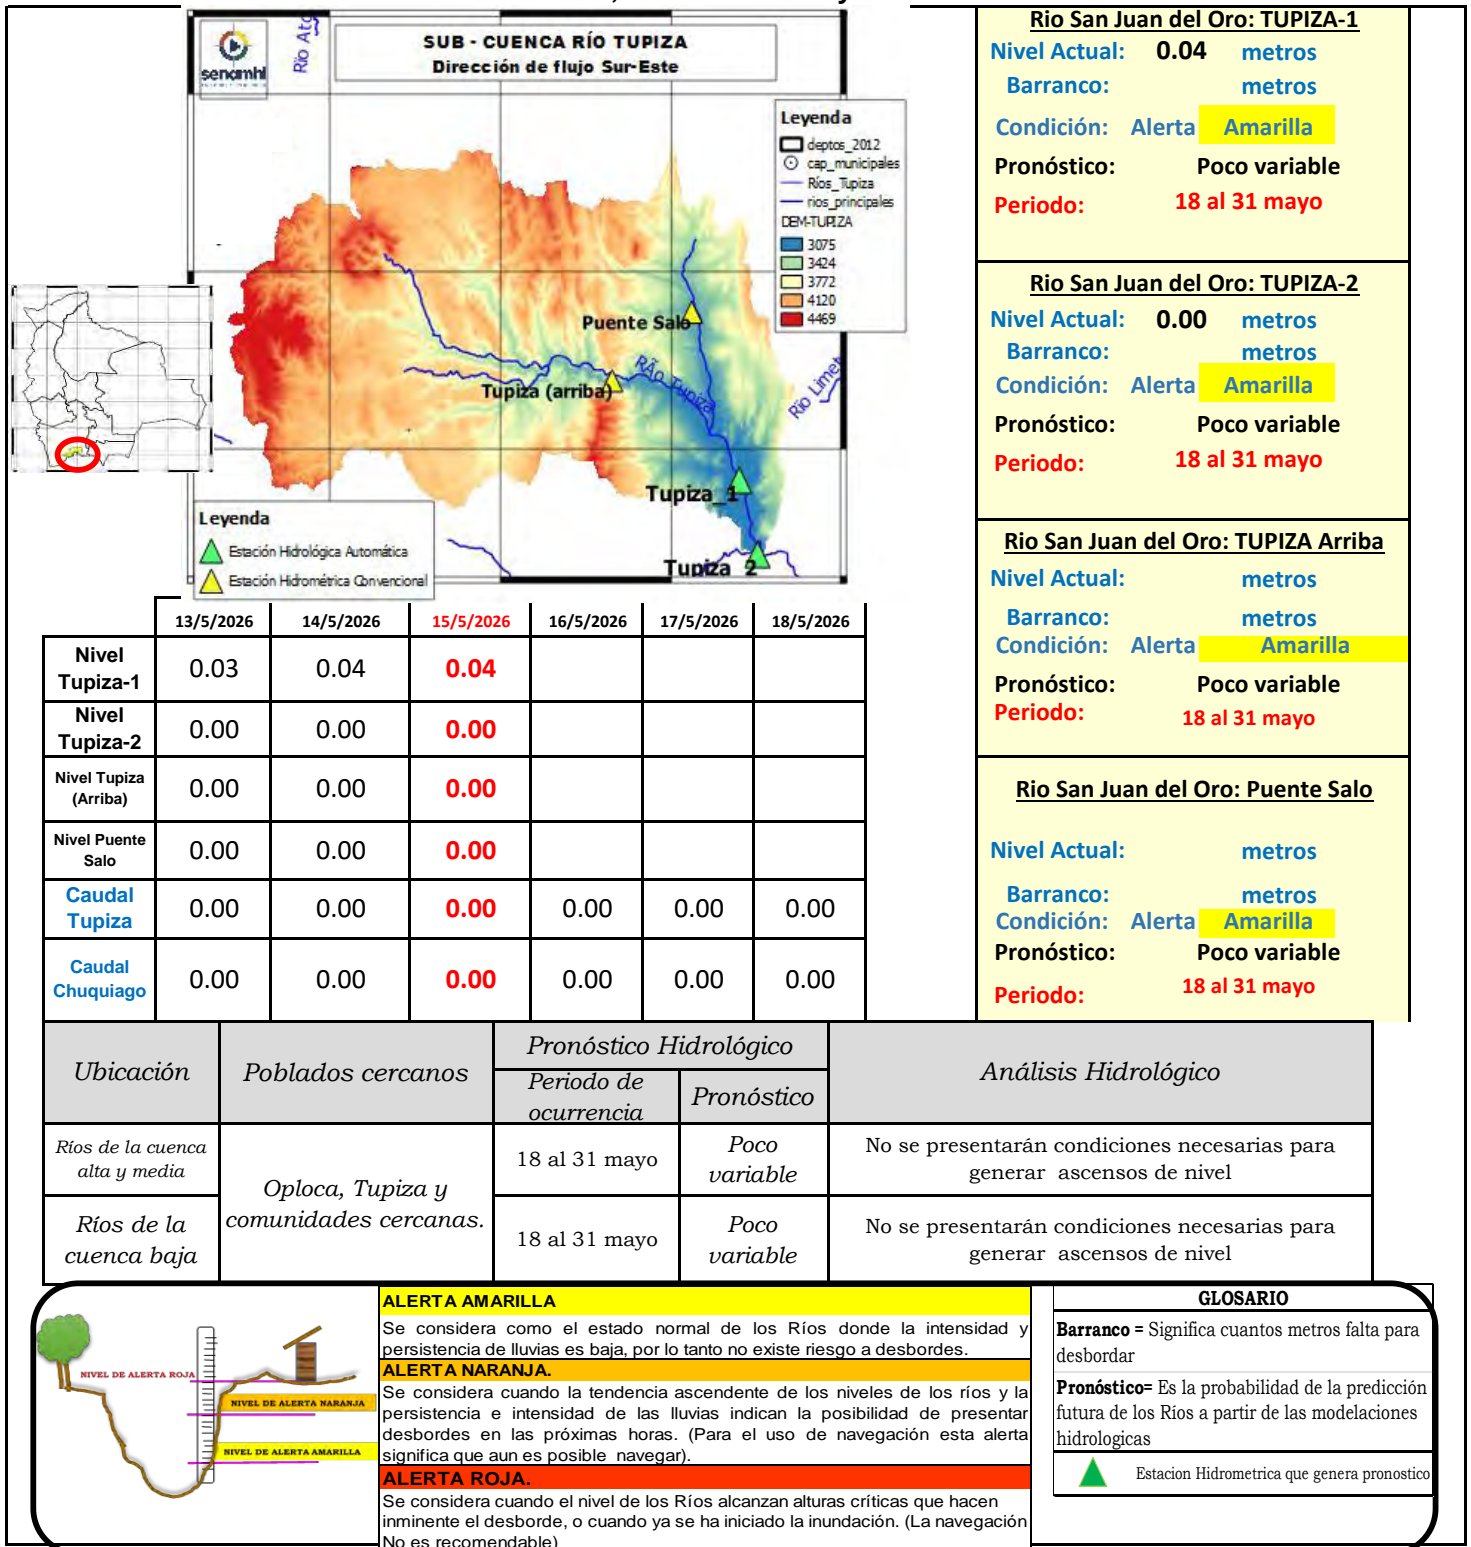 SUB - CUENCA RÍO TUPIZA
Dirección de flujo Sur-Este
senamhi
Río Ato
Leyenda
deptos_2012
cap_municipales
Ríos_Tupiza
rios_principales
DEM-TUPIZA
3075
3424
3772
4120
4469
Puente Salo
Tupiza (arriba)
RÃo Tupiza
Río Limet
Tupiza_1
Tupiza_2
Leyenda
Estación Hidrológica Automática
Estación Hidrométrica Convencional
Rio San Juan del Oro: TUPIZA-1
Nivel Actual: 0.04 metros
Barranco: metros
Condición: Alerta Amarilla
Pronóstico: Poco variable
Periodo: 18 al 31 mayo
Rio San Juan del Oro: TUPIZA-2
Nivel Actual: 0.00 metros
Barranco: metros
Condición: Alerta Amarilla
Pronóstico: Poco variable
Periodo: 18 al 31 mayo
Rio San Juan del Oro: TUPIZA Arriba
Nivel Actual: metros
Barranco: metros
Condición: Alerta Amarilla
Pronóstico: Poco variable
Periodo: 18 al 31 mayo
Rio San Juan del Oro: Puente Salo
Nivel Actual: metros
Barranco: metros
Condición: Alerta Amarilla
Pronóstico: Poco variable
Periodo: 18 al 31 mayo
13/5/2026 14/5/2026 15/5/2026 16/5/2026 17/5/2026 18/5/2026
Nivel
Tupiza-1 0.03 0.04 0.04
Nivel
Tupiza-2 0.00 0.00 0.00
Nivel Tupiza
(Arriba) 0.00 0.00 0.00
Nivel Puente
Salo 0.00 0.00 0.00
Caudal
Tupiza 0.00 0.00 0.00 0.00 0.00 0.00
Caudal
Chuquiago 0.00 0.00 0.00 0.00 0.00 0.00
Ubicación
Poblados cercanos
Pronóstico Hidrológico
Periodo de
ocurrencia
Pronóstico
Análisis Hidrológico
Ríos de la cuenca
alta y media
Oploca, Tupiza y
comunidades cercanas.
18 al 31 mayo
Poco
variable
No se presentarán condiciones necesarias para
generar ascensos de nivel
Ríos de la
cuenca baja
18 al 31 mayo
Poco
variable
No se presentarán condiciones necesarias para
generar ascensos de nivel
NIVEL DE ALERTA ROJA
NIVEL DE ALERTA NARANJA
NIVEL DE ALERTA AMARILLA
ALERTA AMARILLA
Se considera como el estado normal de los Ríos donde la intensidad y
persistencia de lluvias es baja, por lo tanto no existe riesgo a desbordes.
ALERTA NARANJA.
Se considera cuando la tendencia ascendente de los niveles de los ríos y la
persistencia e intensidad de las lluvias indican la posibilidad de presentar
desbordes en las próximas horas. (Para el uso de navegación esta alerta
significa que aun es posible navegar).
ALERTA ROJA.
Se considera cuando el nivel de los Ríos alcanzan alturas críticas que hacen
inminente el desborde, o cuando ya se ha iniciado la inundación. (La navegación
No es recomendable)
GLOSARIO
Barranco = Significa cuantos metros falta para
desbordar
Pronóstico= Es la probabilidad de la predicción
futura de los Rios a partir de las modelaciones
hidrologicas
Estacion Hidrometrica que genera pronostico